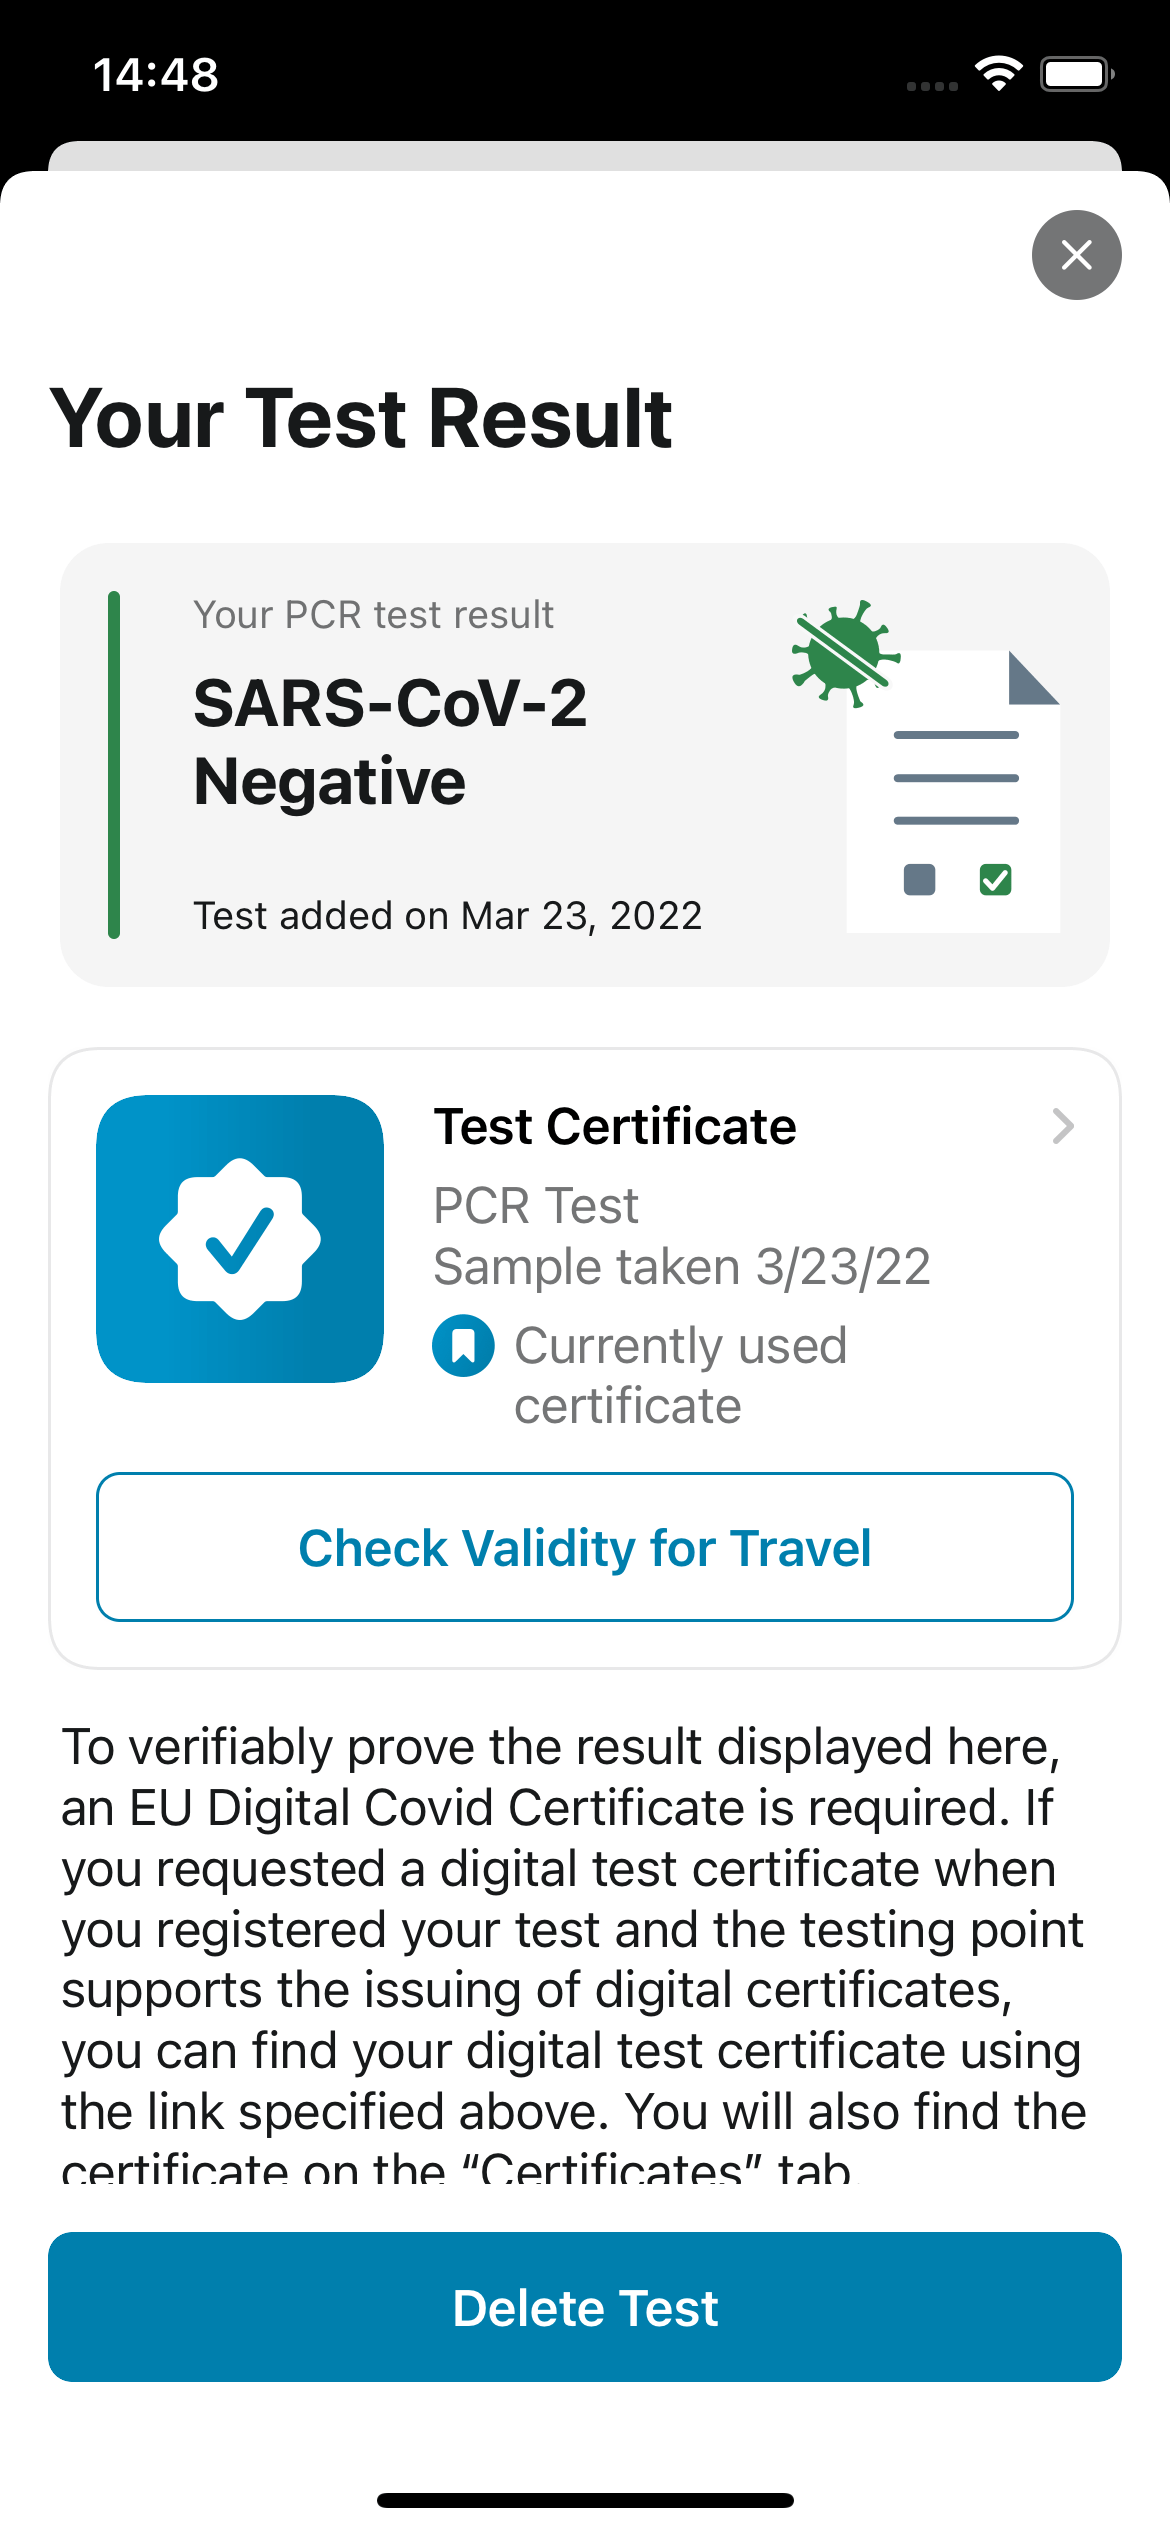 14:48
Your Test Result
Your PCR test result
SARS-CoV-2
Negative
Test added on Mar 23, 2022
Test Certificate
PCR Test
Sample taken 3/23/22
Currently used
certificate
Check Validity for Travel
To verifiably prove the result displayed here,
an EU Digital Covid Certificate is required. If
you requested a digital test certificate when
you registered your test and the testing point
supports the issuing of digital certificates,
you can find your digital test certificate using
the link specified above. You will also find the
certificate on the “Certificates” tab.
Delete Test